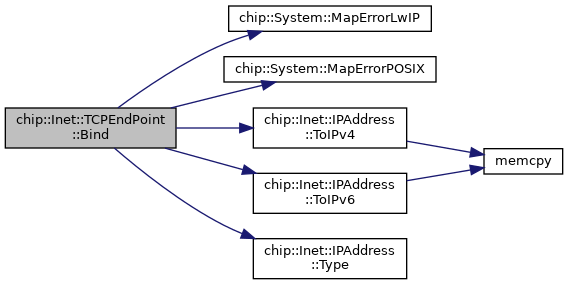 chip::System::MapErrorLwIP
chip::System::MapErrorPOSIX
chip::Inet::TCPEndPoint
::Bind
chip::Inet::IPAddress
::ToIPv4
memcpy
chip::Inet::IPAddress
::ToIPv6
chip::Inet::IPAddress
::Type